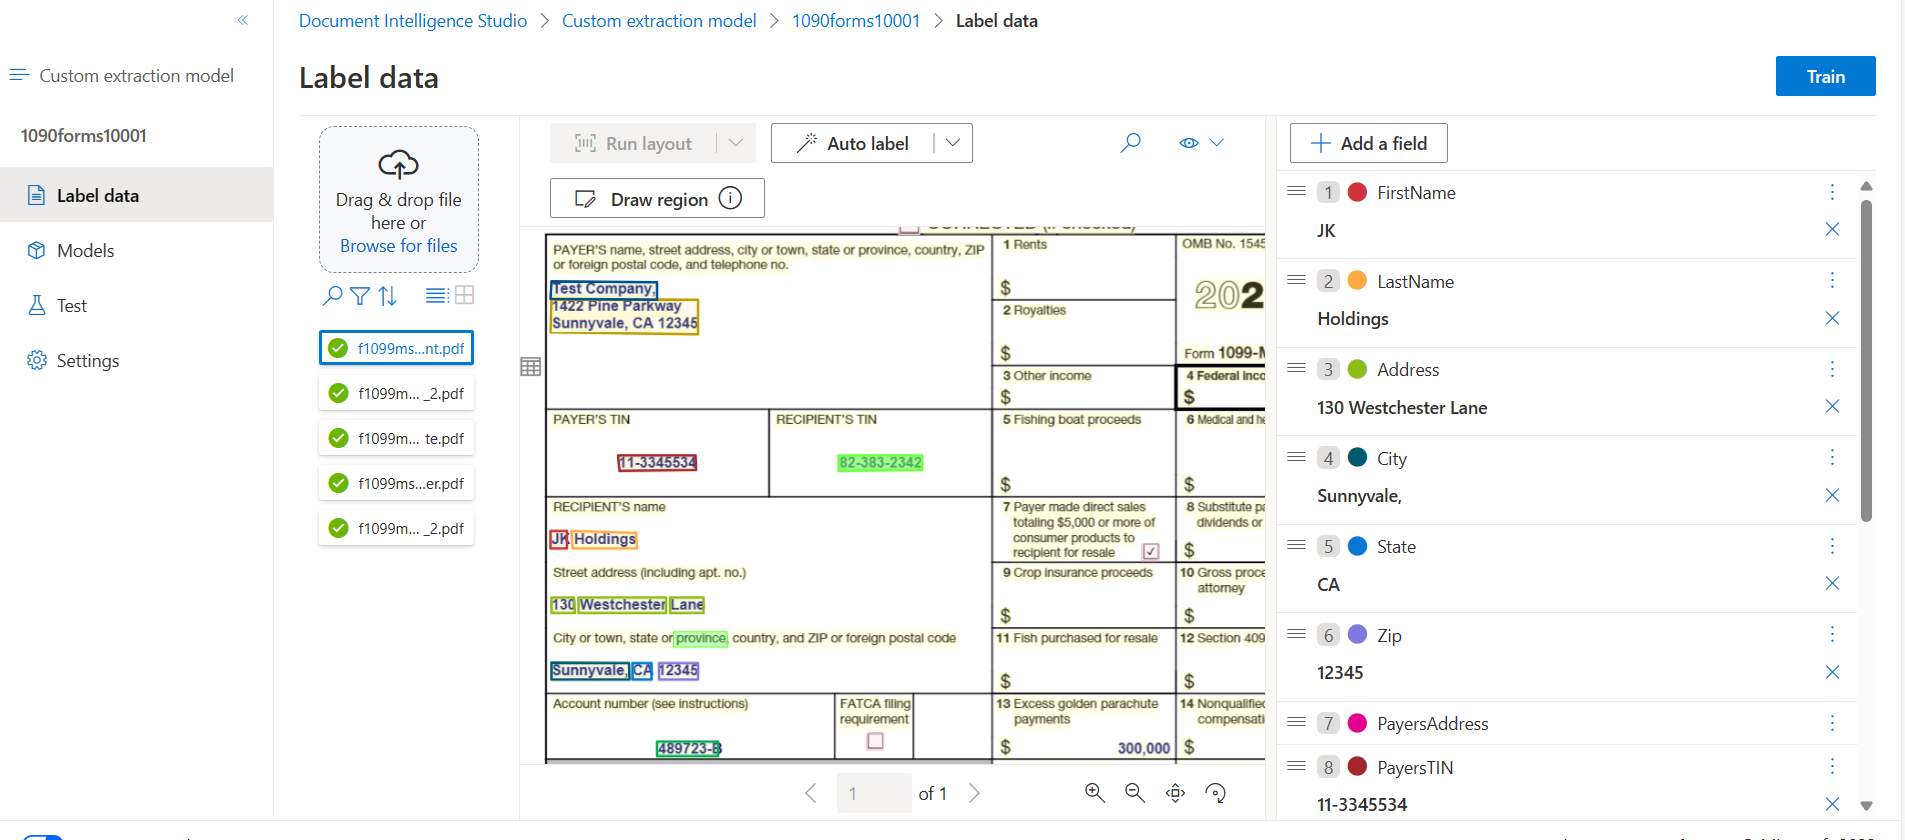 «
Document Intelligence Studio > Custom extraction model > 1090forms10001 > Label data
Custom extraction model
1090forms10001
Label data
Models
Test
Settings
Label data
Train
Drag & drop file
here or
Browse for files
f1099ms...nt.pdf
f1099m... _2.pdf
f1099m... te.pdf
f1099ms...er.pdf
f1099m... _2.pdf
Run layout
Auto label
Draw region
PAYER'S name, street address, city or town, state or province, country, ZIP
or foreign postal code, and telephone no.
Test Company,
1422 Pine Parkway
Sunnyvale, CA 12345
1 Rents
$
OMB No. 1545
202
2 Royalties
$
Form 1099-M
3 Other income
$
4 Federal inco
$
PAYER'S TIN
11-3345534
RECIPIENT'S TIN
82-383-2342
5 Fishing boat proceeds
$
6 Medical and he
$
RECIPIENT'S name
JK Holdings
7 Payer made direct sales
totaling $5,000 or more of
consumer products to
recipient for resale
8 Substitute pa
dividends or
$
Street address (including apt. no.)
130 Westchester Lane
9 Crop insurance proceeds
$
10 Gross proce
attorney
$
City or town, state or province, country, and ZIP or foreign postal code
Sunnyvale, CA 12345
11 Fish purchased for resale
$
12 Section 409
$
Account number (see instructions)
489723-B
FATCA filing
requirement
13 Excess golden parachute
payments
$ 300,000
14 Nonqualified
compensati
$
1 of 1
Add a field
1 FirstName
JK
2 LastName
Holdings
3 Address
130 Westchester Lane
4 City
Sunnyvale,
5 State
CA
6 Zip
12345
7 PayersAddress
8 PayersTIN
11-3345534